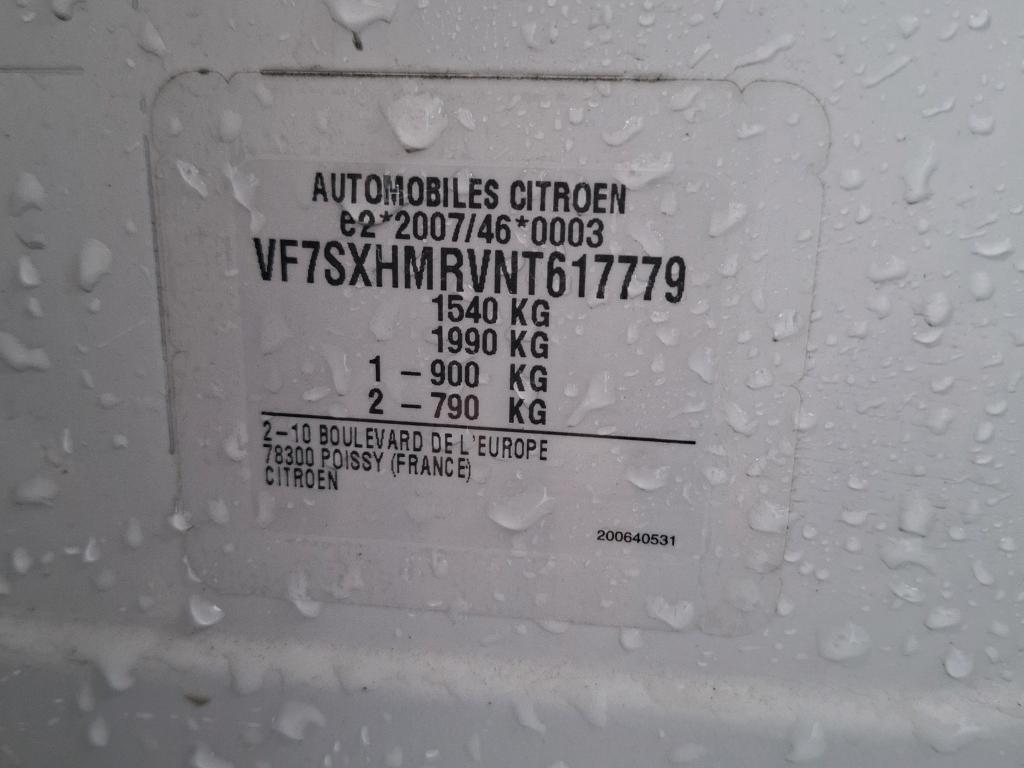 AUTOMOBILES CITROEN
e2*2007/46*0003
VF7SXHMRVNT617779
1540 KG
1990 KG
1 - 900 KG
2 - 790 KG
2-10 BOULEVARD DE L'EUROPE
78300 POISSY (FRANCE)
CITROEN
200640531